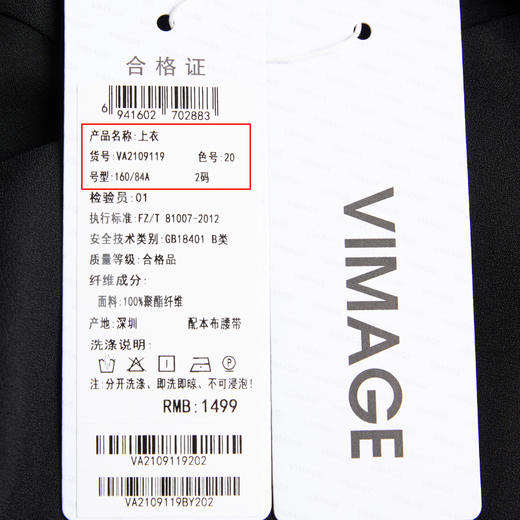 合格证
6 941602 702883
产品名称:上衣
货号:VA2109119 色号:20
号型:160/84A 2码
检验员:01
执行标准:FZ/T 81007-2012
安全技术类别:GB18401 B类
质量等级:合格品
纤维成分:
面料:100%聚酯纤维
产地:深圳 配本布腰带
洗涤说明:
注:分开洗涤、即洗即晾、不可浸泡!
RMB:1499
VA2109119202
VA2109119BY202
VIMAGE